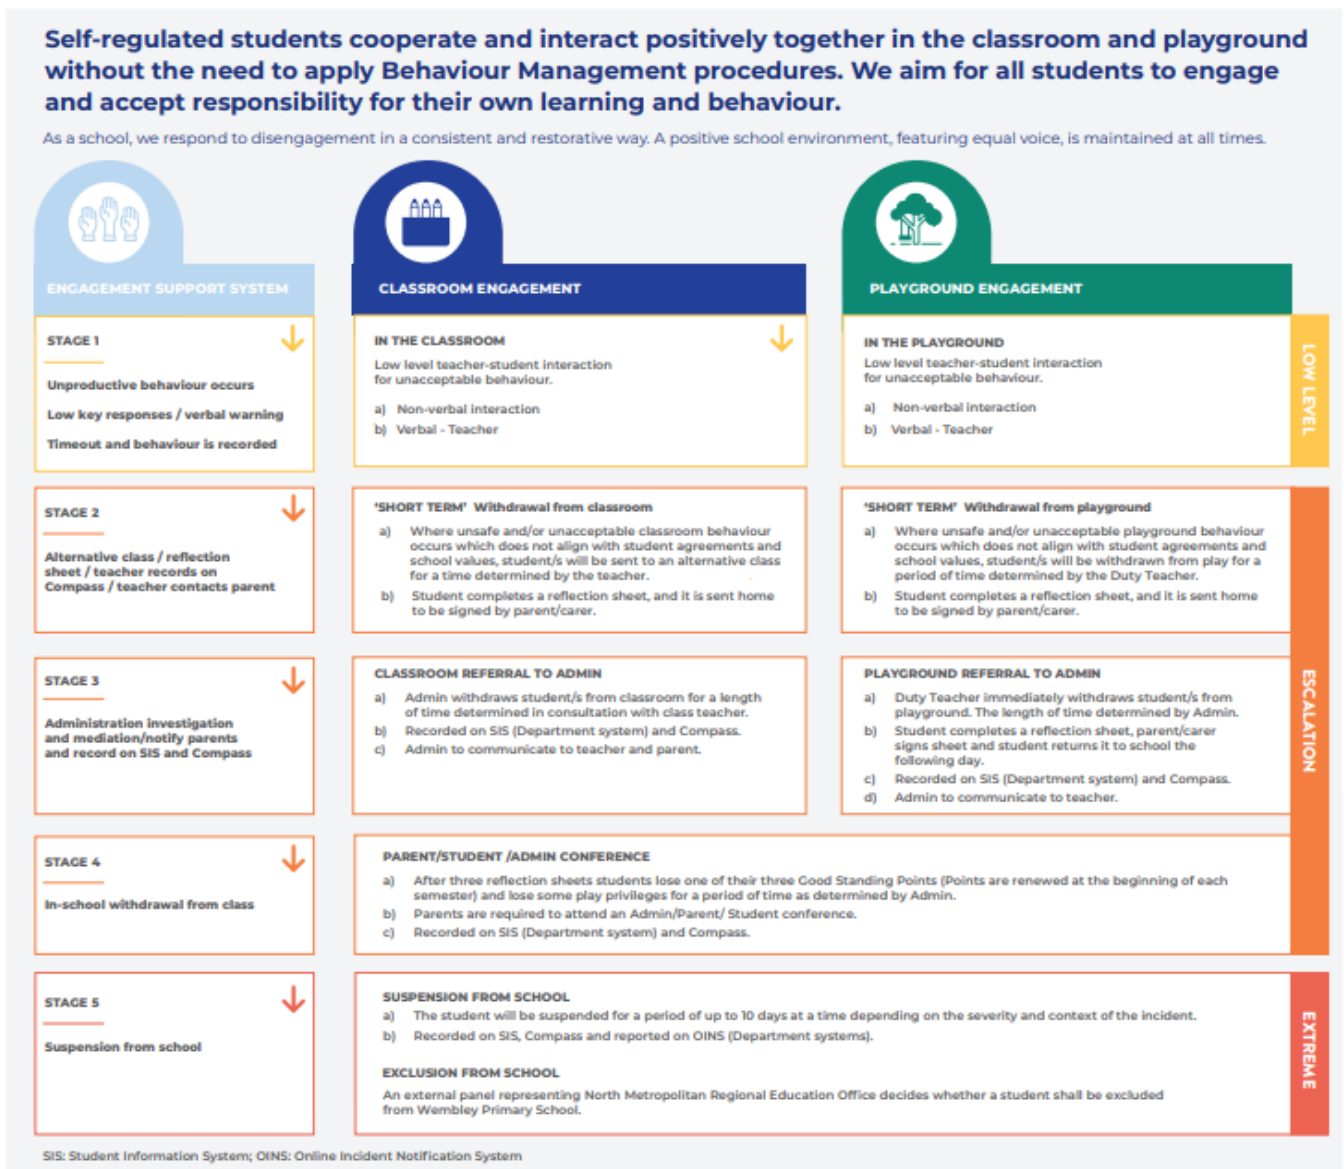 Self-regulated students cooperate and interact positively together in the classroom and playground
without the need to apply Behaviour Management procedures. We aim for all students to engage
and accept responsibility for their own learning and behaviour.
As a school, we respond to disengagement in a consistent and restorative way. A positive school environment, featuring equal voice, is maintained at all times.
ENGAGEMENT SUPPORT SYSTEM
CLASSROOM ENGAGEMENT
PLAYGROUND ENGAGEMENT
STAGE 1
Unproductive behaviour occurs
Low key responses / verbal warning
Timeout and behaviour is recorded
IN THE CLASSROOM
Low level teacher-student interaction
for unacceptable behaviour.
a) Non-verbal interaction
b) Verbal - Teacher
IN THE PLAYGROUND
Low level teacher-student interaction
for unacceptable behaviour.
a) Non-verbal interaction
b) Verbal - Teacher
LOW LEVEL
STAGE 2
Alternative class / reflection
sheet / teacher records on
Compass / teacher contacts parent
'SHORT TERM' Withdrawal from classroom
a) Where unsafe and/or unacceptable classroom behaviour
occurs which does not align with student agreements and
school values, student/s will be sent to an alternative class
for a time determined by the teacher.
b) Student completes a reflection sheet, and it is sent home
to be signed by parent/carer.
'SHORT TERM' Withdrawal from playground
a) Where unsafe and/or unacceptable playground behaviour
occurs which does not align with student agreements and
school values, student/s will be withdrawn from play for a
period of time determined by the Duty Teacher.
b) Student completes a reflection sheet, and it is sent home
to be signed by parent/carer.
STAGE 3
Administration investigation
and mediation/notify parents
and record on SIS and Compass
CLASSROOM REFERRAL TO ADMIN
a) Admin withdraws student/s from classroom for a length
of time determined in consultation with class teacher.
b) Recorded on SIS (Department system) and Compass.
c) Admin to communicate to teacher and parent.
PLAYGROUND REFERRAL TO ADMIN
a) Duty Teacher immediately withdraws student/s from
playground. The length of time determined by Admin.
b) Student completes a reflection sheet, parent/carer
signs sheet and student returns it to school the
following day.
c) Recorded on SIS (Department system) and Compass.
d) Admin to communicate to teacher.
ESCALATION
STAGE 4
In-school withdrawal from class
PARENT/STUDENT /ADMIN CONFERENCE
a) After three reflection sheets students lose one of their three Good Standing Points (Points are renewed at the beginning of each
semester) and lose some play privileges for a period of time as determined by Admin.
b) Parents are required to attend an Admin/Parent/ Student conference.
c) Recorded on SIS (Department system) and Compass.
STAGE 5
Suspension from school
SUSPENSION FROM SCHOOL
a) The student will be suspended for a period of up to 10 days at a time depending on the severity and context of the incident.
b) Recorded on SIS, Compass and reported on OINS (Department systems).
EXCLUSION FROM SCHOOL
An external panel representing North Metropolitan Regional Education Office decides whether a student shall be excluded
from Wembley Primary School.
EXTREME
SIS: Student Information System; OINS: Online Incident Notification System